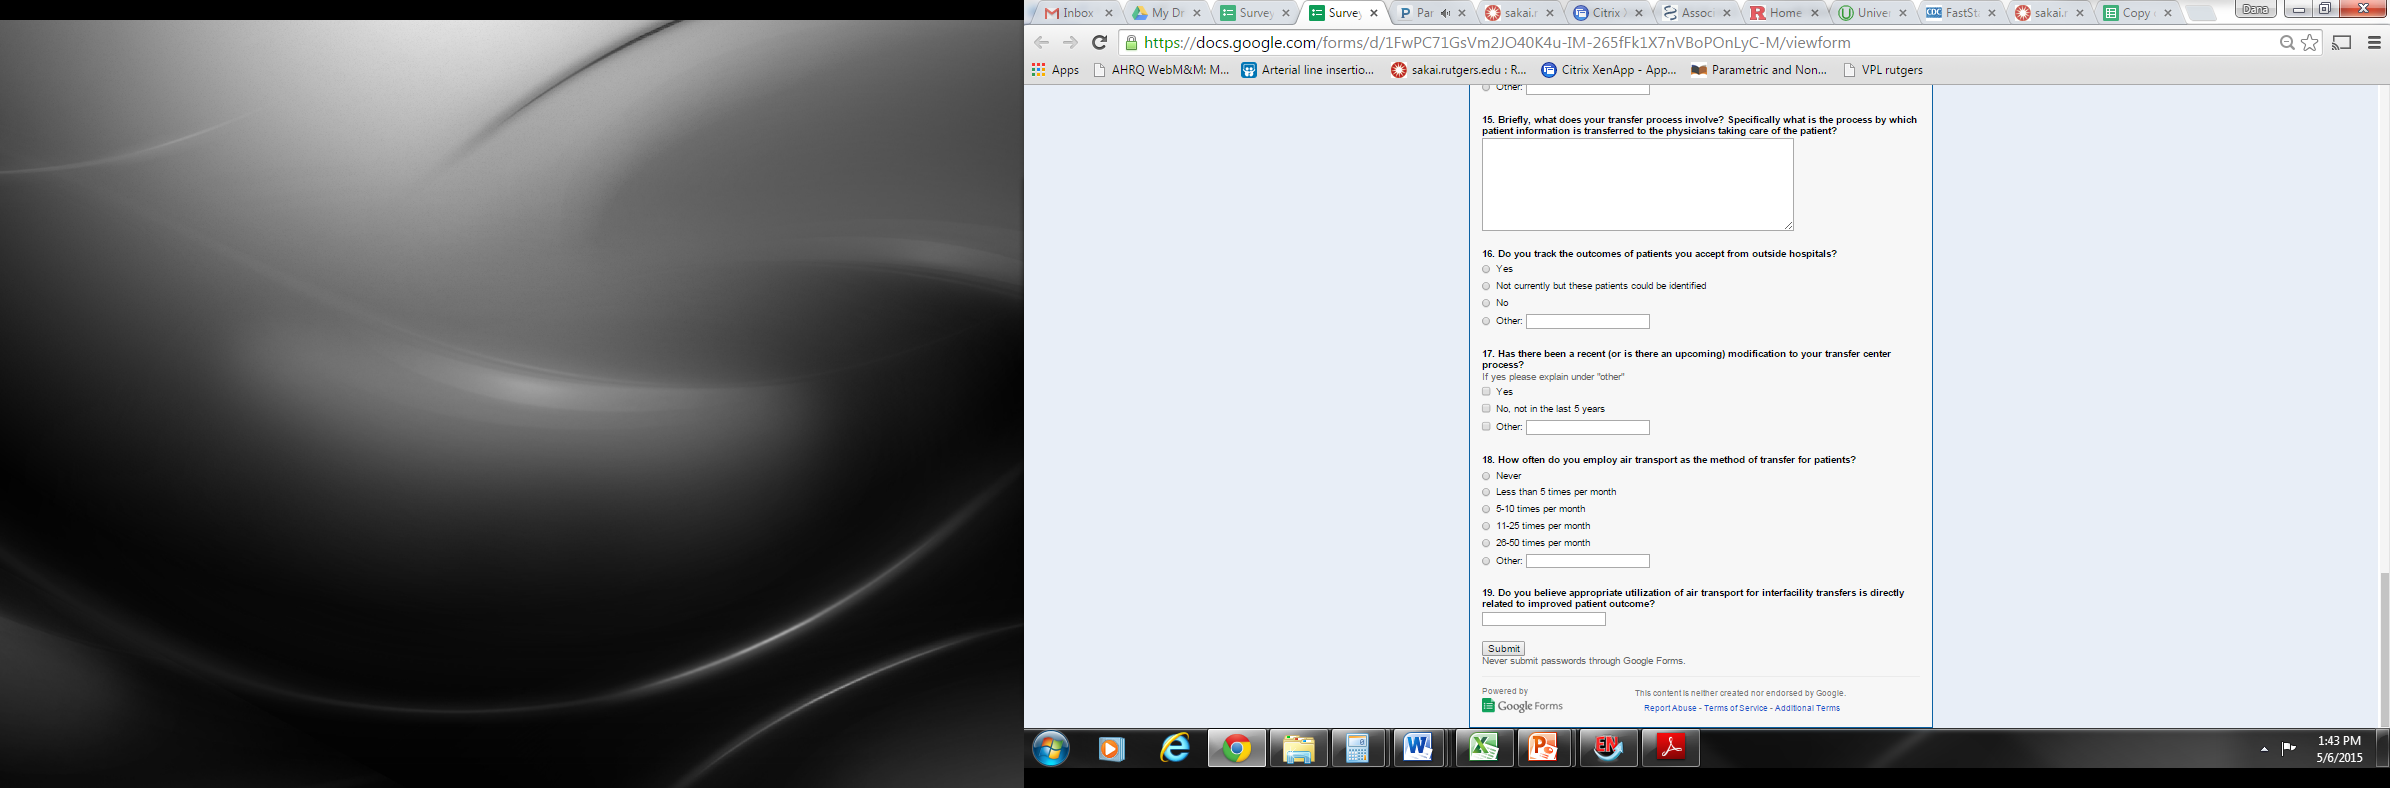 Inbox
My Dr
Survey
Survey
Par
sakai.r
Citrix
Associ
Home
Univer
FastSta
sakai.r
Copy
Dana
https://docs.google.com/forms/d/1FwPC71GsVm2JO40K4u-IM-265fFk1X7nVBoPOnLyC-M/viewform
Apps
AHRQ WebM&M: M...
Arterial line insertio...
sakai.rutgers.edu : R...
Citrix XenApp - App...
Parametric and Non...
VPL rutgers
Other:
15. Briefly, what does your transfer process involve? Specifically what is the process by which
patient information is transferred to the physicians taking care of the patient?
16. Do you track the outcomes of patients you accept from outside hospitals?
Yes
Not currently but these patients could be identified
No
Other:
17. Has there been a recent (or is there an upcoming) modification to your transfer center
process?
If yes please explain under "other"
Yes
No, not in the last 5 years
Other:
18. How often do you employ air transport as the method of transfer for patients?
Never
Less than 5 times per month
5-10 times per month
11-25 times per month
26-50 times per month
Other:
19. Do you believe appropriate utilization of air transport for interfacility transfers is directly
related to improved patient outcome?
Submit
Never submit passwords through Google Forms.
Powered by
Google Forms
This content is neither created nor endorsed by Google.
Report Abuse - Terms of Service - Additional Terms
1:43 PM
5/6/2015